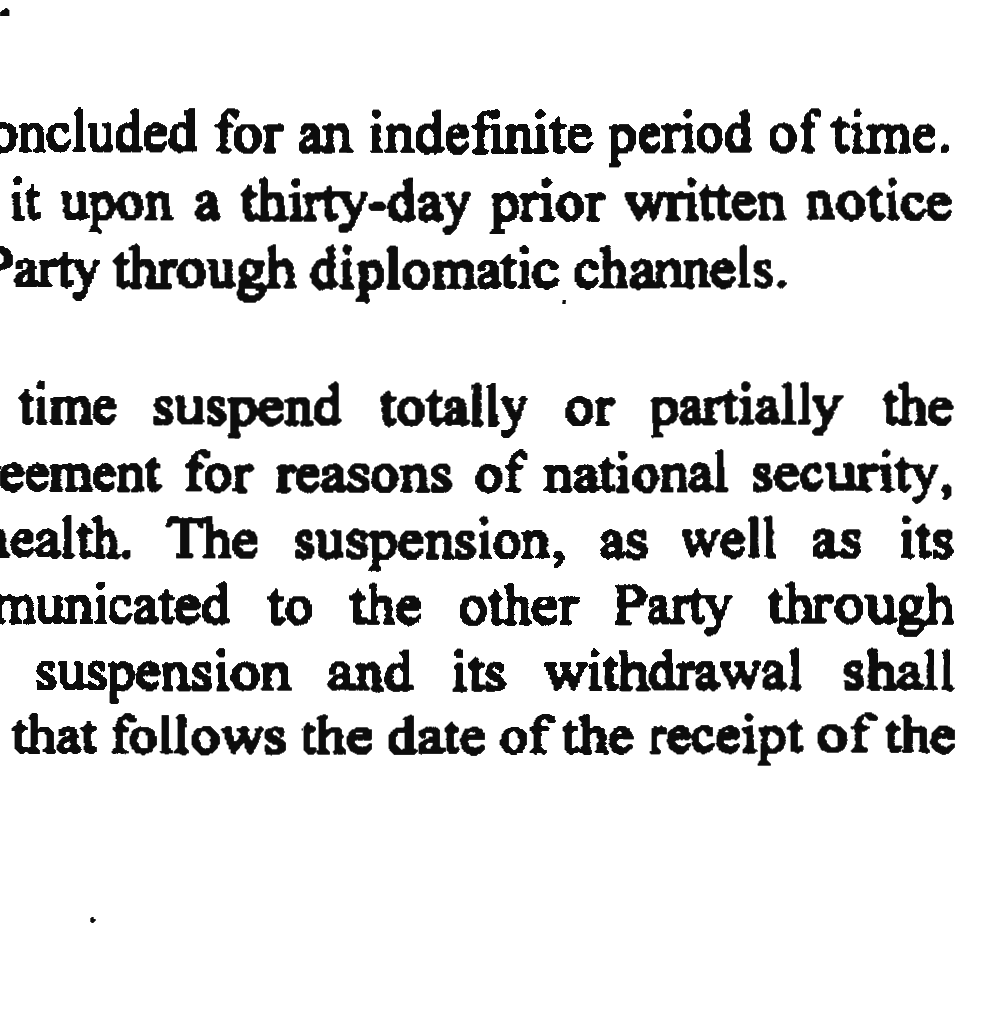 oncluded for an indefinite period of time.
it upon a thirty-day prior written notice
Party through diplomatic channels.
time suspend totally or partially the
eement for reasons of national security,
health. The suspension, as well as its
municated to the other Party through
suspension and its withdrawal shall
that follows the date of the receipt of the